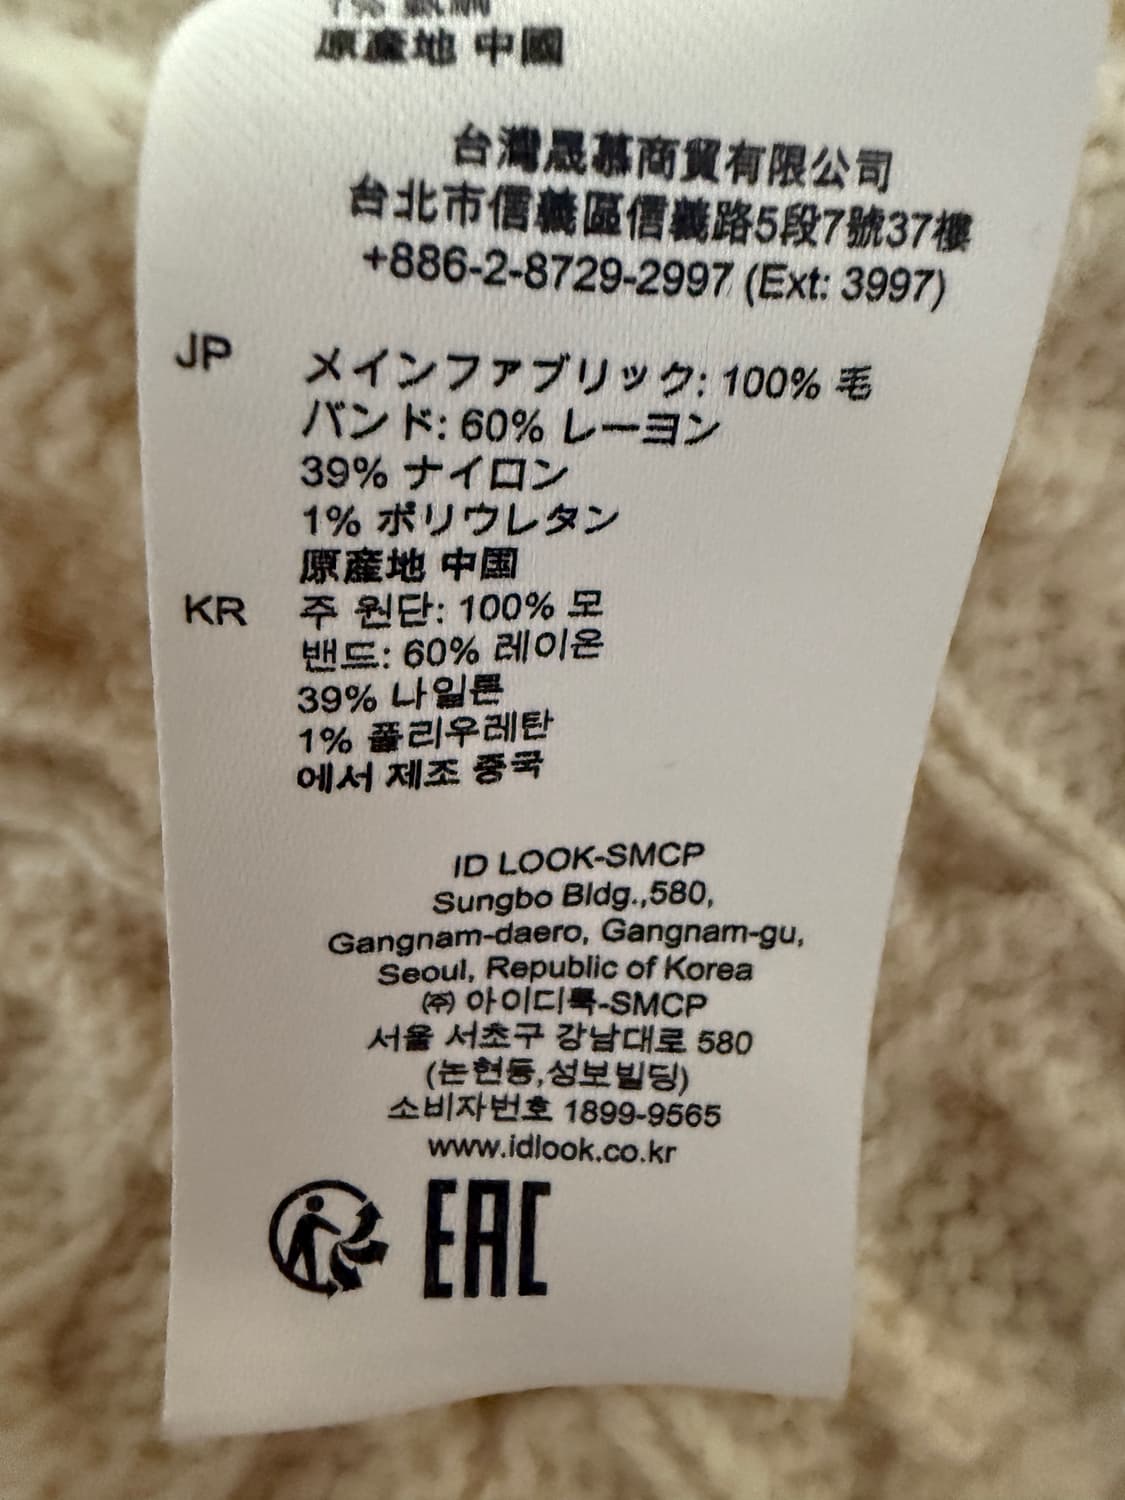 原產地 中國
台灣晟慕商貿有限公司
台北市信義區信義路5段7號37樓
+886-2-8729-2997 (Ext: 3997)
JP メインファブリック: 100% 毛
バンド: 60% レーヨン
39% ナイロン
1% ポリウレタン
原産地 中国
KR 주 원단: 100% 모
밴드: 60% 레이온
39% 나일론
1% 폴리우레탄
에서 제조 중국
ID LOOK-SMCP
Sungbo Bldg.,580,
Gangnam-daero, Gangnam-gu,
Seoul, Republic of Korea
㈜ 아이디룩-SMCP
서울 서초구 강남대로 580
(논현동,성보빌딩)
소비자번호 1899-9565
www.idlook.co.kr
EAC